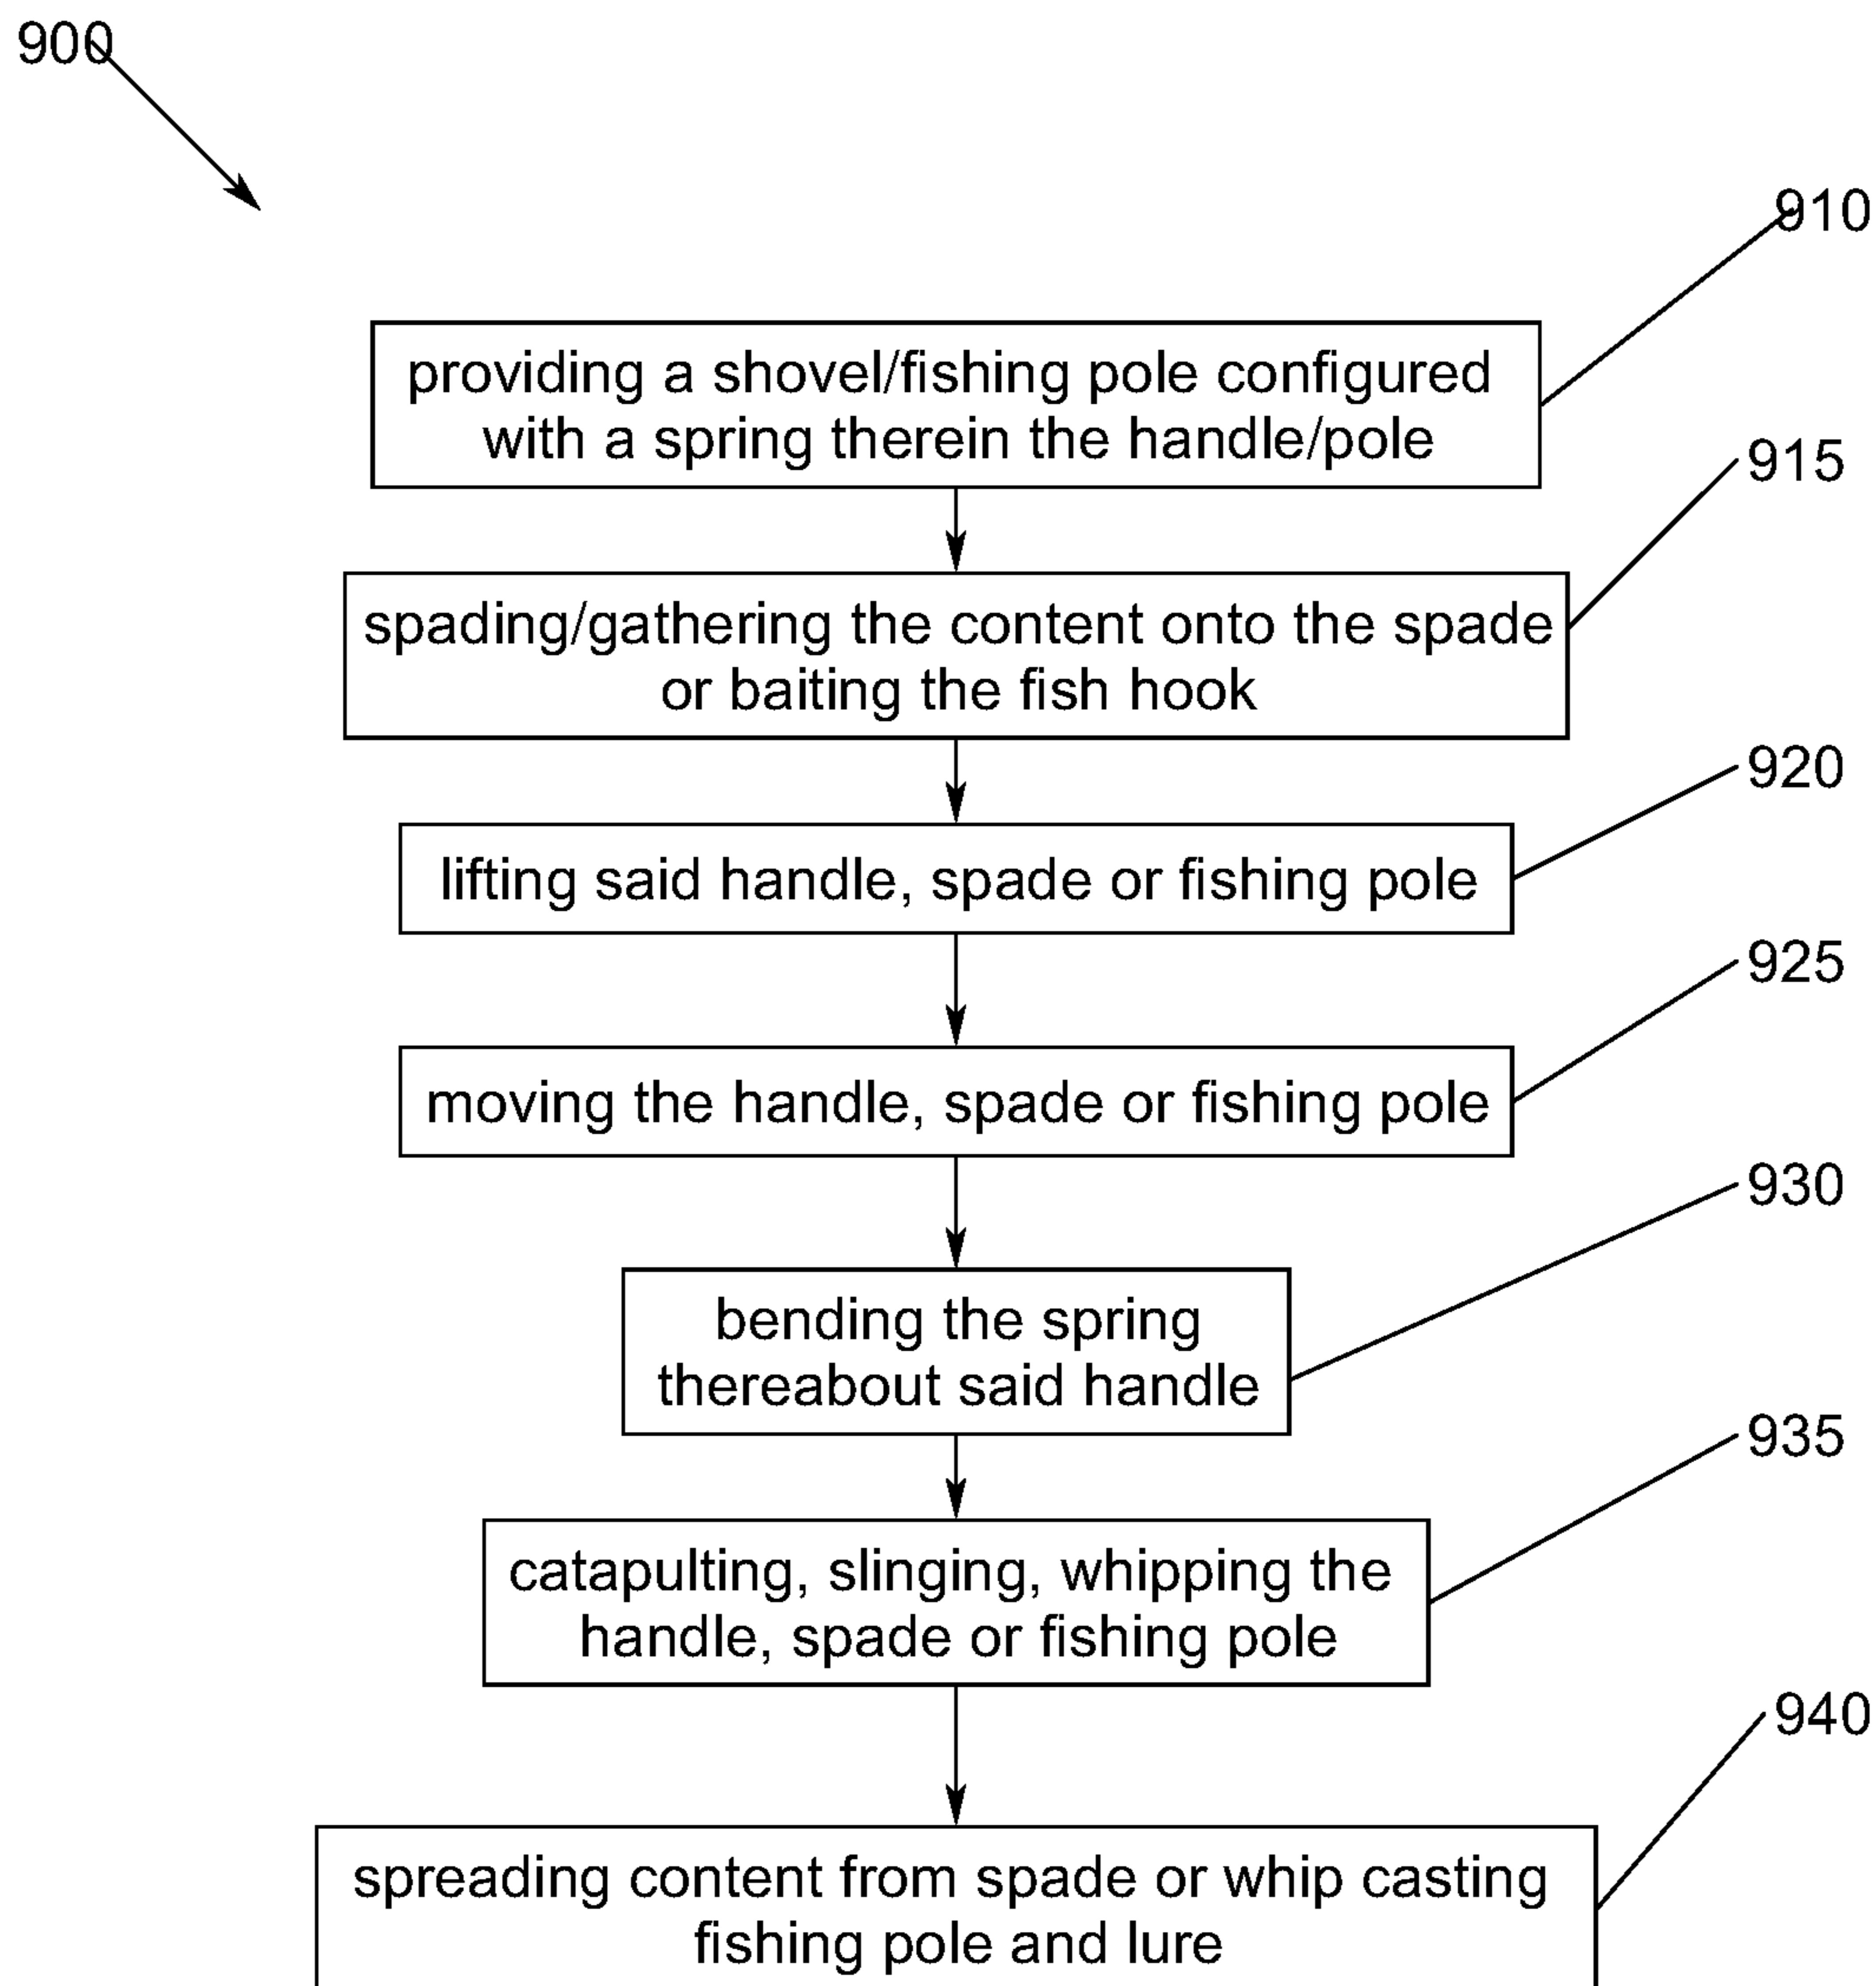 900
910
providing a shovel/fishing pole configured
with a spring therein the handle/pole
915
spading/gathering the content onto the spade
or baiting the fish hook
920
lifting said handle, spade or fishing pole
925
moving the handle, spade or fishing pole
930
bending the spring
thereabout said handle
935
catapulting, slinging, whipping the
handle, spade or fishing pole
940
spreading content from spade or whip casting
fishing pole and lure